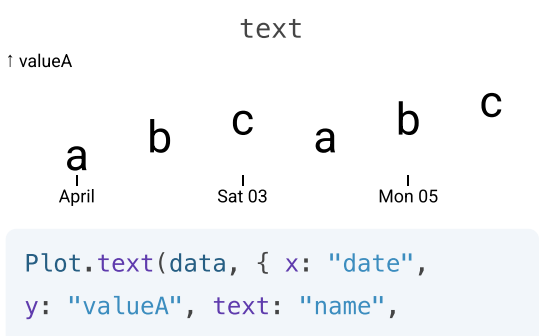 text
↑ valueA
a b c a b c
April Sat 03 Mon 05
Plot.text(data, { x: "date",
y: "valueA", text: "name",